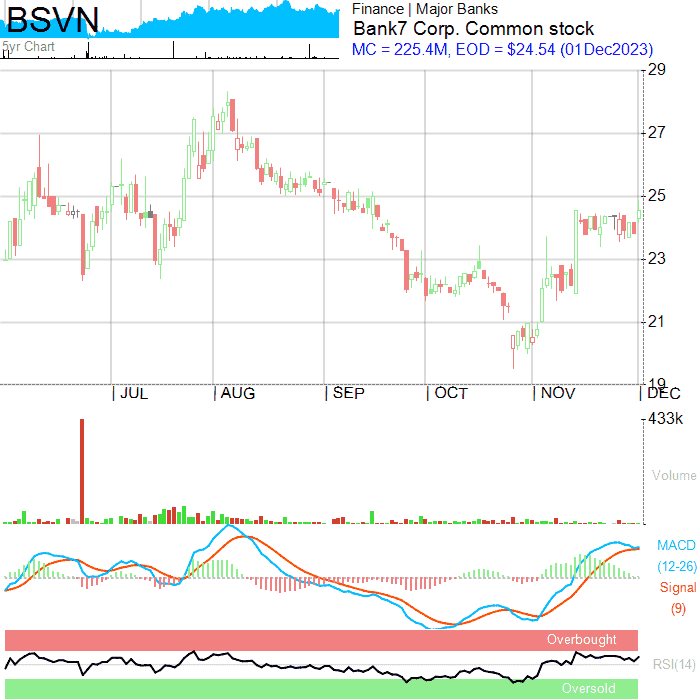 BSVN
5yr Chart
Finance | Major Banks
Bank7 Corp. Common stock
MC = 225.4M, EOD = $24.54 (01Dec2023)
29
27
25
23
21
19
JUL
AUG
SEP
OCT
NOV
DEC
433k
Volume
MACD
(12-26)
Signal
(9)
Overbought
RSI(14)
Oversold